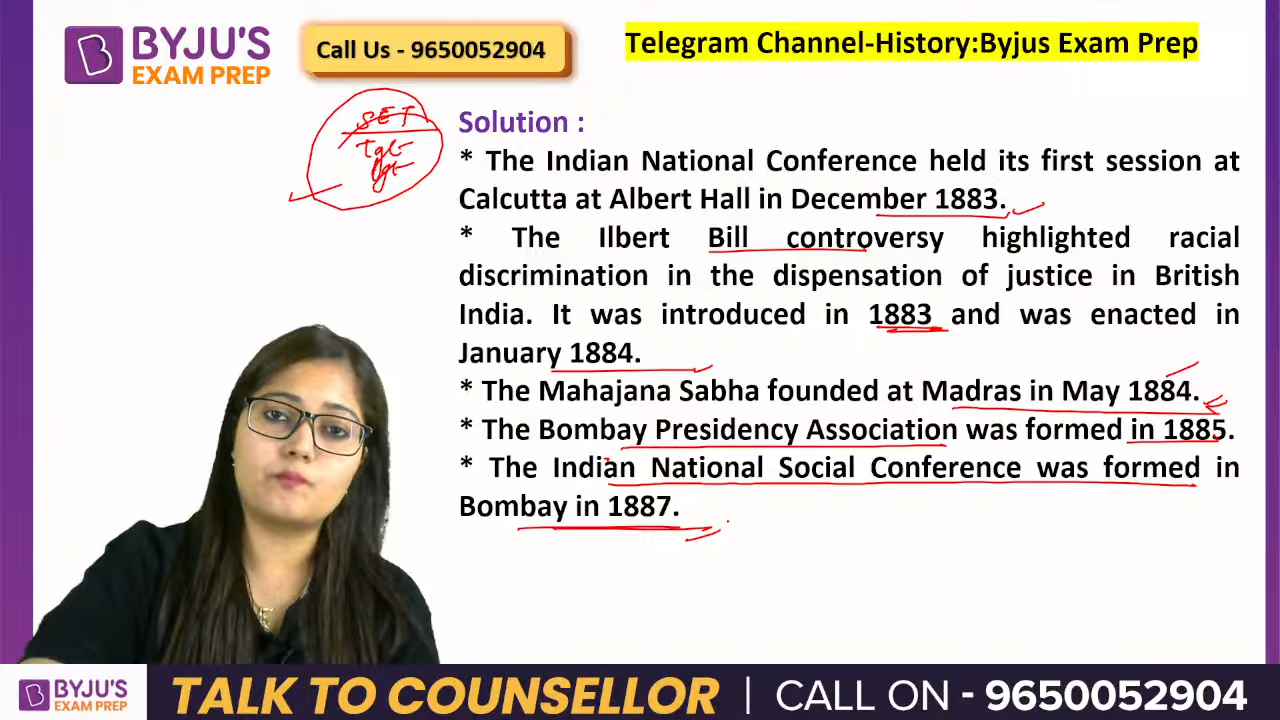 BYJU'S
EXAM PREP
Call Us - 9650052904
Telegram Channel-History:Byjus Exam Prep
SET
Tgt
Pgt
Solution :
* The Indian National Conference held its first session at
Calcutta at Albert Hall in December 1883.
* The Ilbert Bill controversy highlighted racial
discrimination in the dispensation of justice in British
India. It was introduced in 1883 and was enacted in
January 1884.
* The Mahajana Sabha founded at Madras in May 1884.
* The Bombay Presidency Association was formed in 1885.
* The Indian National Social Conference was formed in
Bombay in 1887.
BYJU'S
EXAM PREP
TALK TO COUNSELLOR | CALL ON - 9650052904